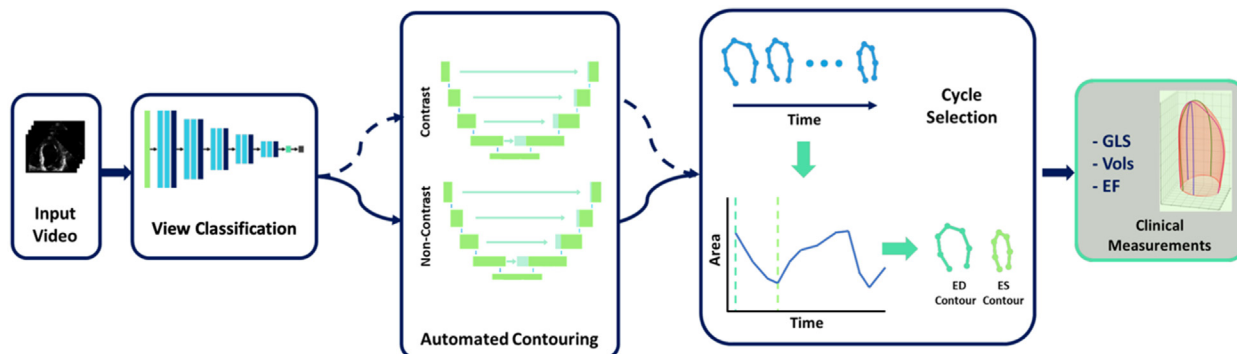 Input
Video
View Classification
Contrast
Non-Contrast
Automated Contouring
Time
Cycle
Selection
Area
Time
ED
Contour
ES
Contour
- GLS
- Vols
- EF
Clinical
Measurements